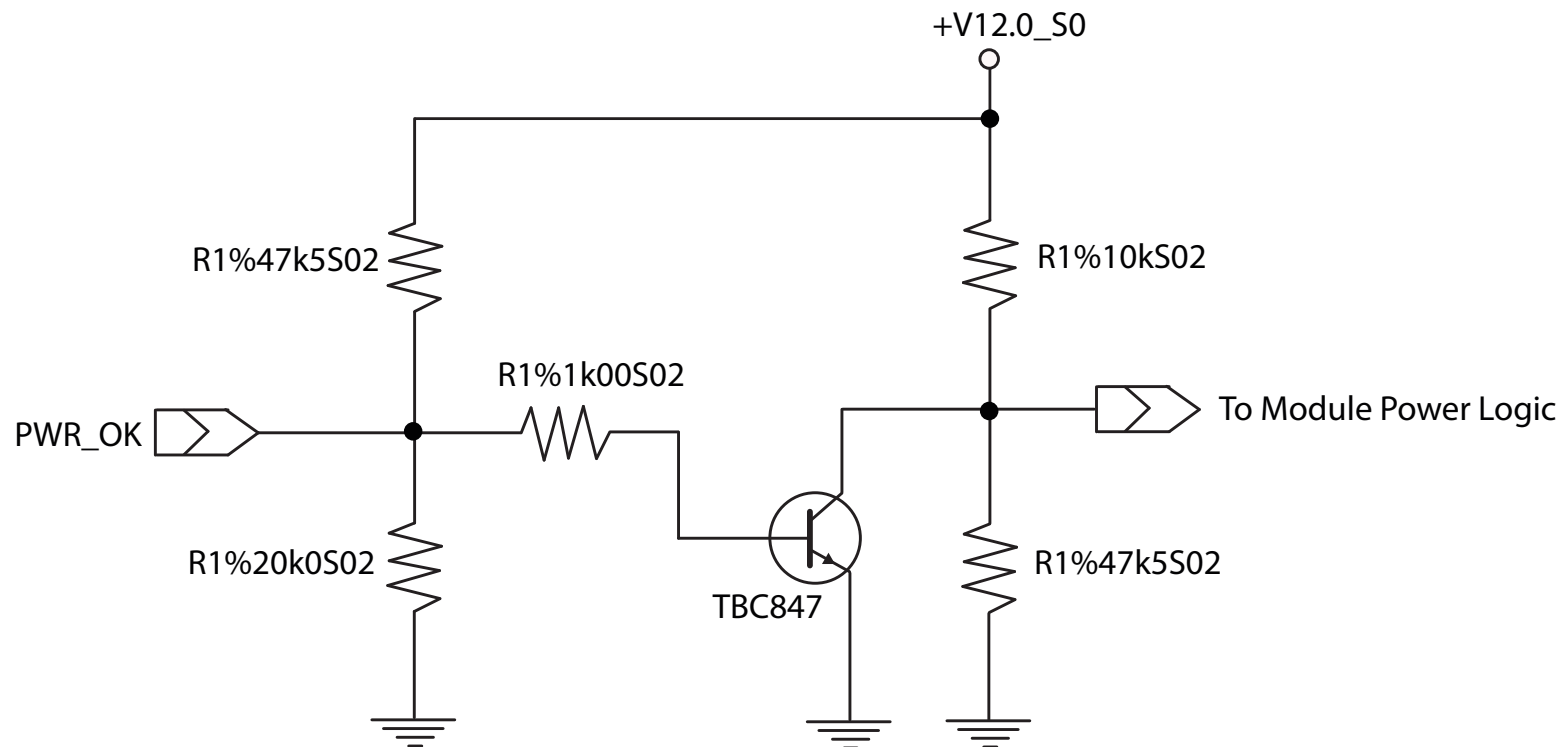 +V12.0_S0
R1%47k5S02
R1%10kS02
R1%1k00S02
PWR_OK
To Module Power Logic
R1%20k0S02
TBC847
R1%47k5S02